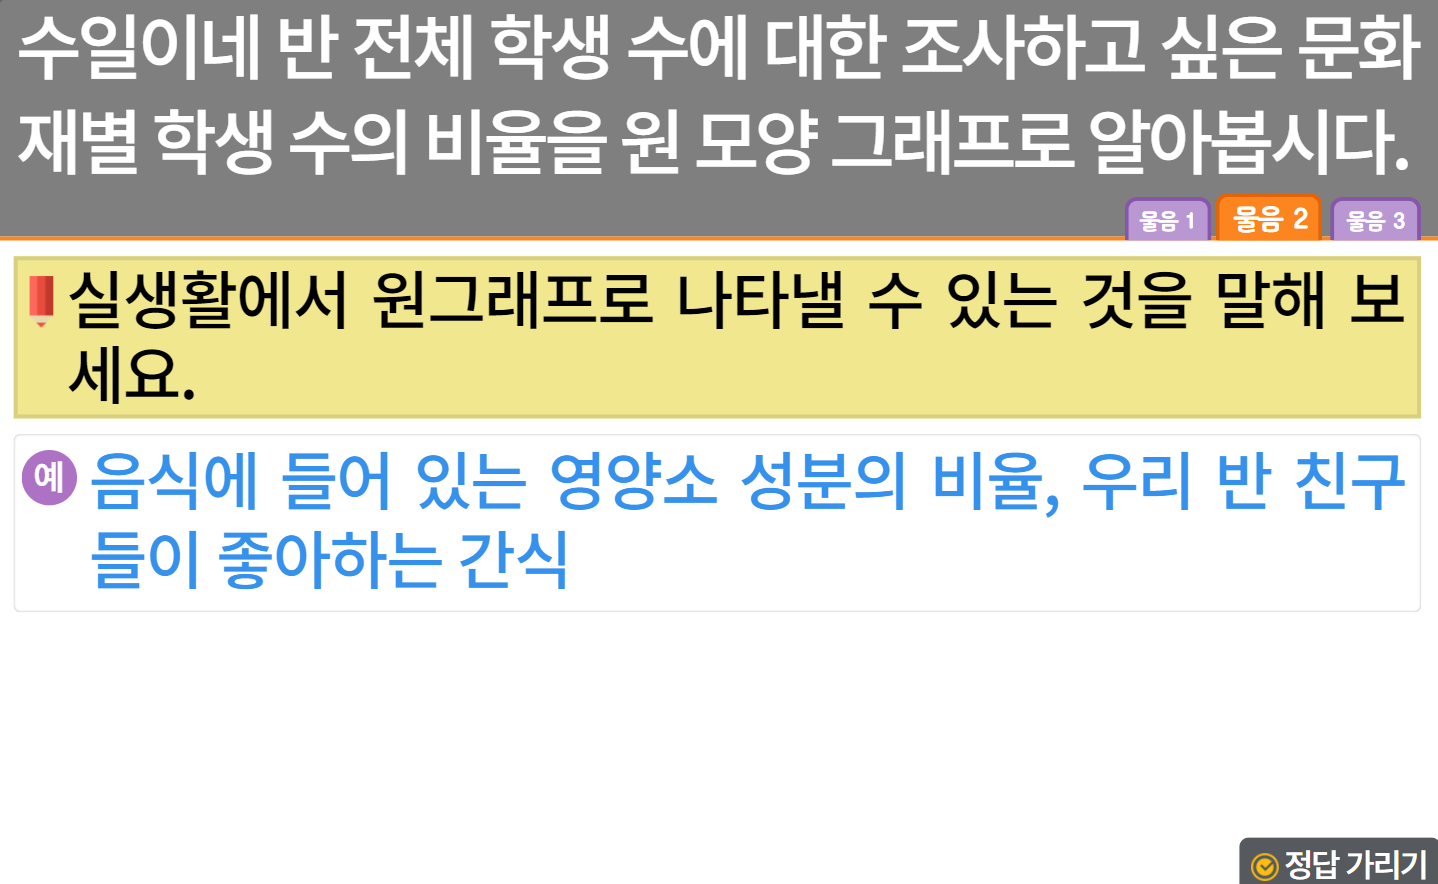 수일이네 반 전체 학생 수에 대한 조사하고 싶은 문화
재별 학생 수의 비율을 원 모양 그래프로 알아봅시다.
물음 1 물음 2 물음 3
실생활에서 원그래프로 나타낼 수 있는 것을 말해 보
세요.
예 음식에 들어 있는 영양소 성분의 비율, 우리 반 친구
들이 좋아하는 간식
정답 가리기